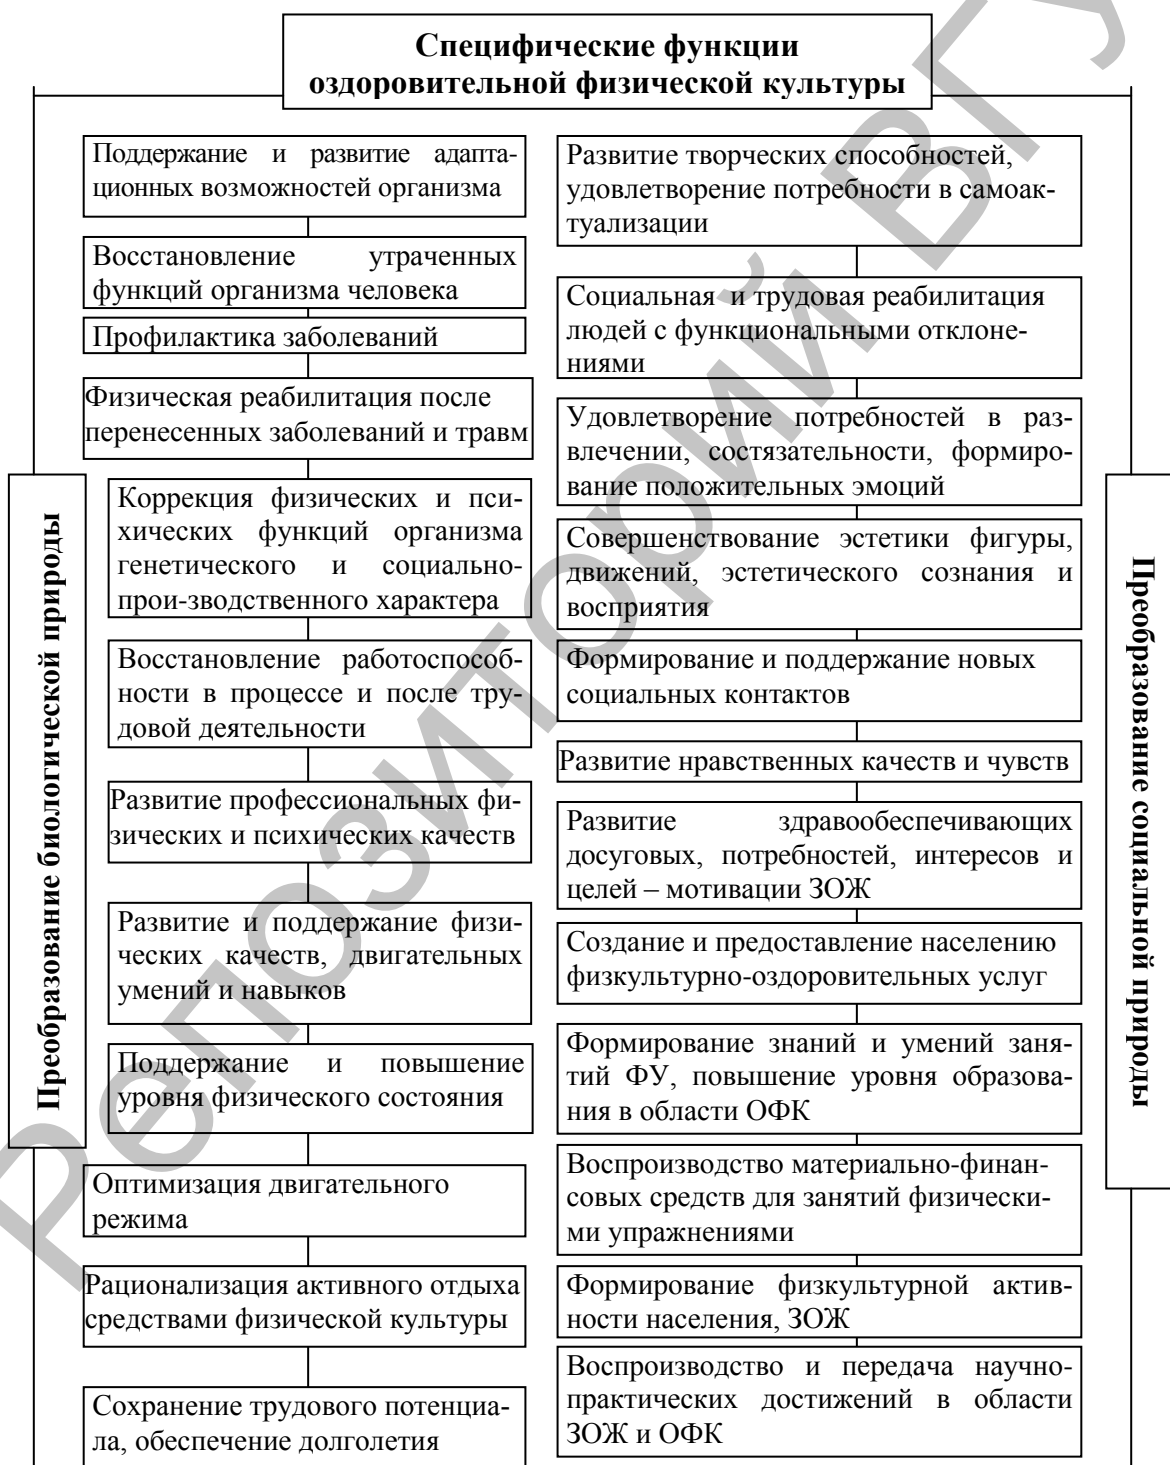 Специфические функции
оздоровительной физической культуры
Преобразование биологической природы
Поддержание и развитие адапта-
ционных возможностей организма
Восстановление утраченных
функций организма человека
Профилактика заболеваний
Физическая реабилитация после
перенесенных заболеваний и травм
Коррекция физических и пси-
хических функций организма
генетического и социально-
прои-зводственного характера
Восстановление работоспособ-
ности в процессе и после тру-
довой деятельности
Развитие профессиональных фи-
зических и психических качеств
Развитие и поддержание физи-
ческих качеств, двигательных
умений и навыков
Поддержание и повышение
уровня физического состояния
Оптимизация двигательного
режима
Рационализация активного отдыха
средствами физической культуры
Сохранение трудового потенциа-
ла, обеспечение долголетия
Развитие творческих способностей,
удовлетворение потребности в самоак-
туализации
Социальная и трудовая реабилитация
людей с функциональными отклоне-
ниями
Удовлетворение потребностей в раз-
влечении, состязательности, формиро-
вание положительных эмоций
Совершенствование эстетики фигуры,
движений, эстетического сознания и
восприятия
Формирование и поддержание новых
социальных контактов
Развитие нравственных качеств и чувств
Развитие здравообеспечивающих
досуговых, потребностей, интересов и
целей – мотивации ЗОЖ
Создание и предоставление населению
физкультурно-оздоровительных услуг
Формирование знаний и умений заня-
тий ФУ, повышение уровня образова-
ния в области ОФК
Воспроизводство материально-финан-
совых средств для занятий физически-
ми упражнениями
Формирование физкультурной актив-
ности населения, ЗОЖ
Воспроизводство и передача научно-
практических достижений в области
ЗОЖ и ОФК
Преобразование социальной природы
Репозиторий ВГУ